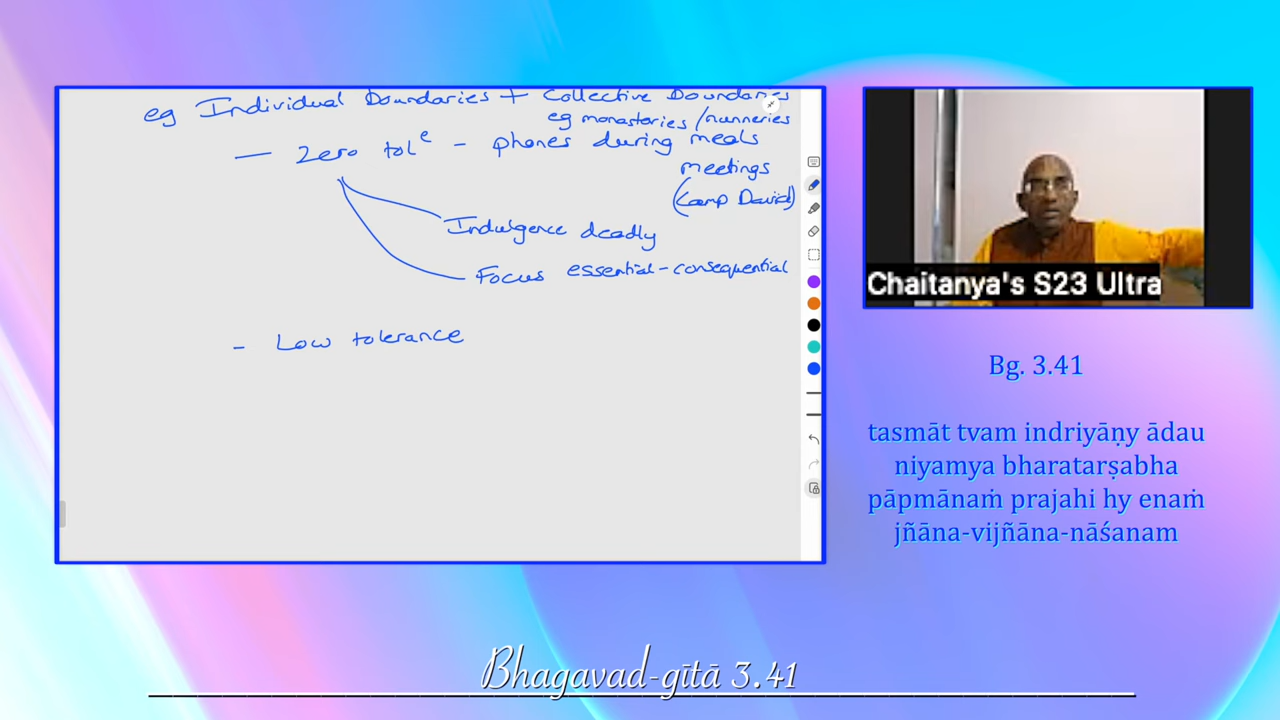 eg Individual Boundaries + Collective Boundaries
eg monasteries/nunneries
— Zero tolᵉ - phones during meals
meetings
(Camp David)
Indulgence deadly
Focus essential-consequential
- Low tolerance
Chaitanya's S23 Ultra
Bg. 3.41
tasmāt tvam indriyāṇy ādau
niyamya bharatarṣabha
pāpmānaṁ prajahi hy enaṁ
jñāna-vijñāna-nāśanam
Bhagavad-gītā 3.41